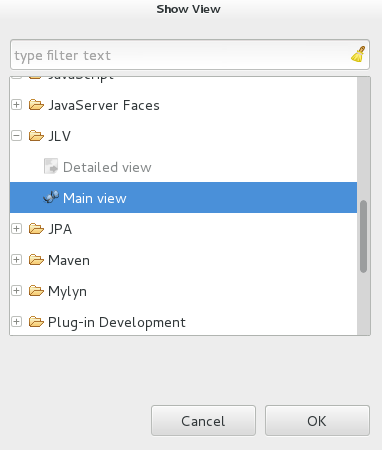 Show View
type filter text
JavaScript
JavaServer Faces
JLV
Detailed view
Main view
JPA
Maven
Mylyn
Plug-in Development
Cancel
OK